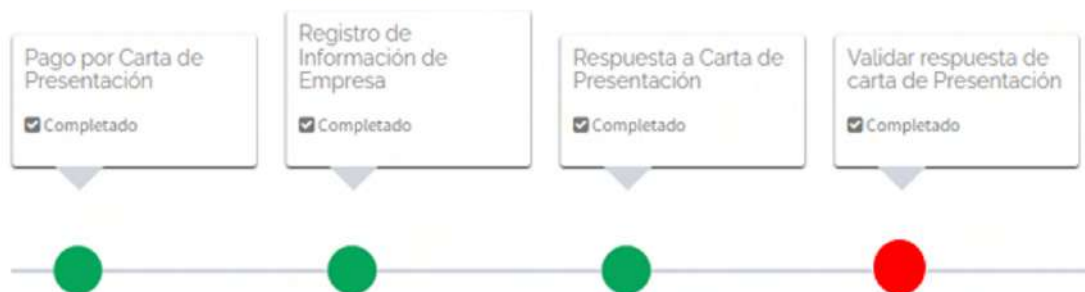 Pago por Carta de
Presentación
Completado
Registro de
Información de
Empresa
Completado
Respuesta a Carta de
Presentación
Completado
Validar respuesta de
carta de Presentación
Completado